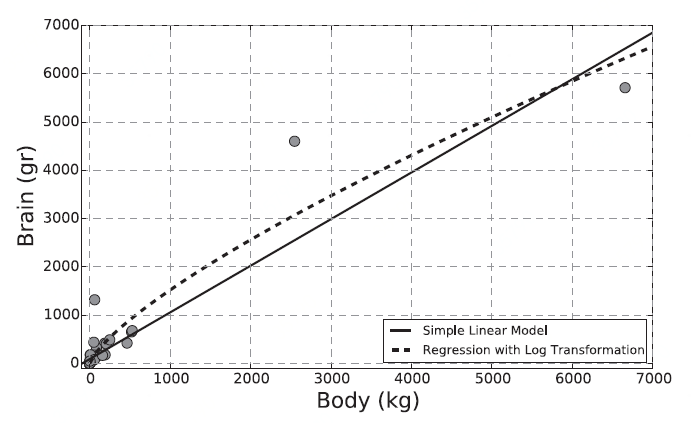 7000
6000
5000
4000
3000
2000
1000
0
Brain (gr)
Simple Linear Model
Regression with Log Transformation
0 1000 2000 3000 4000 5000 6000 7000
Body (kg)